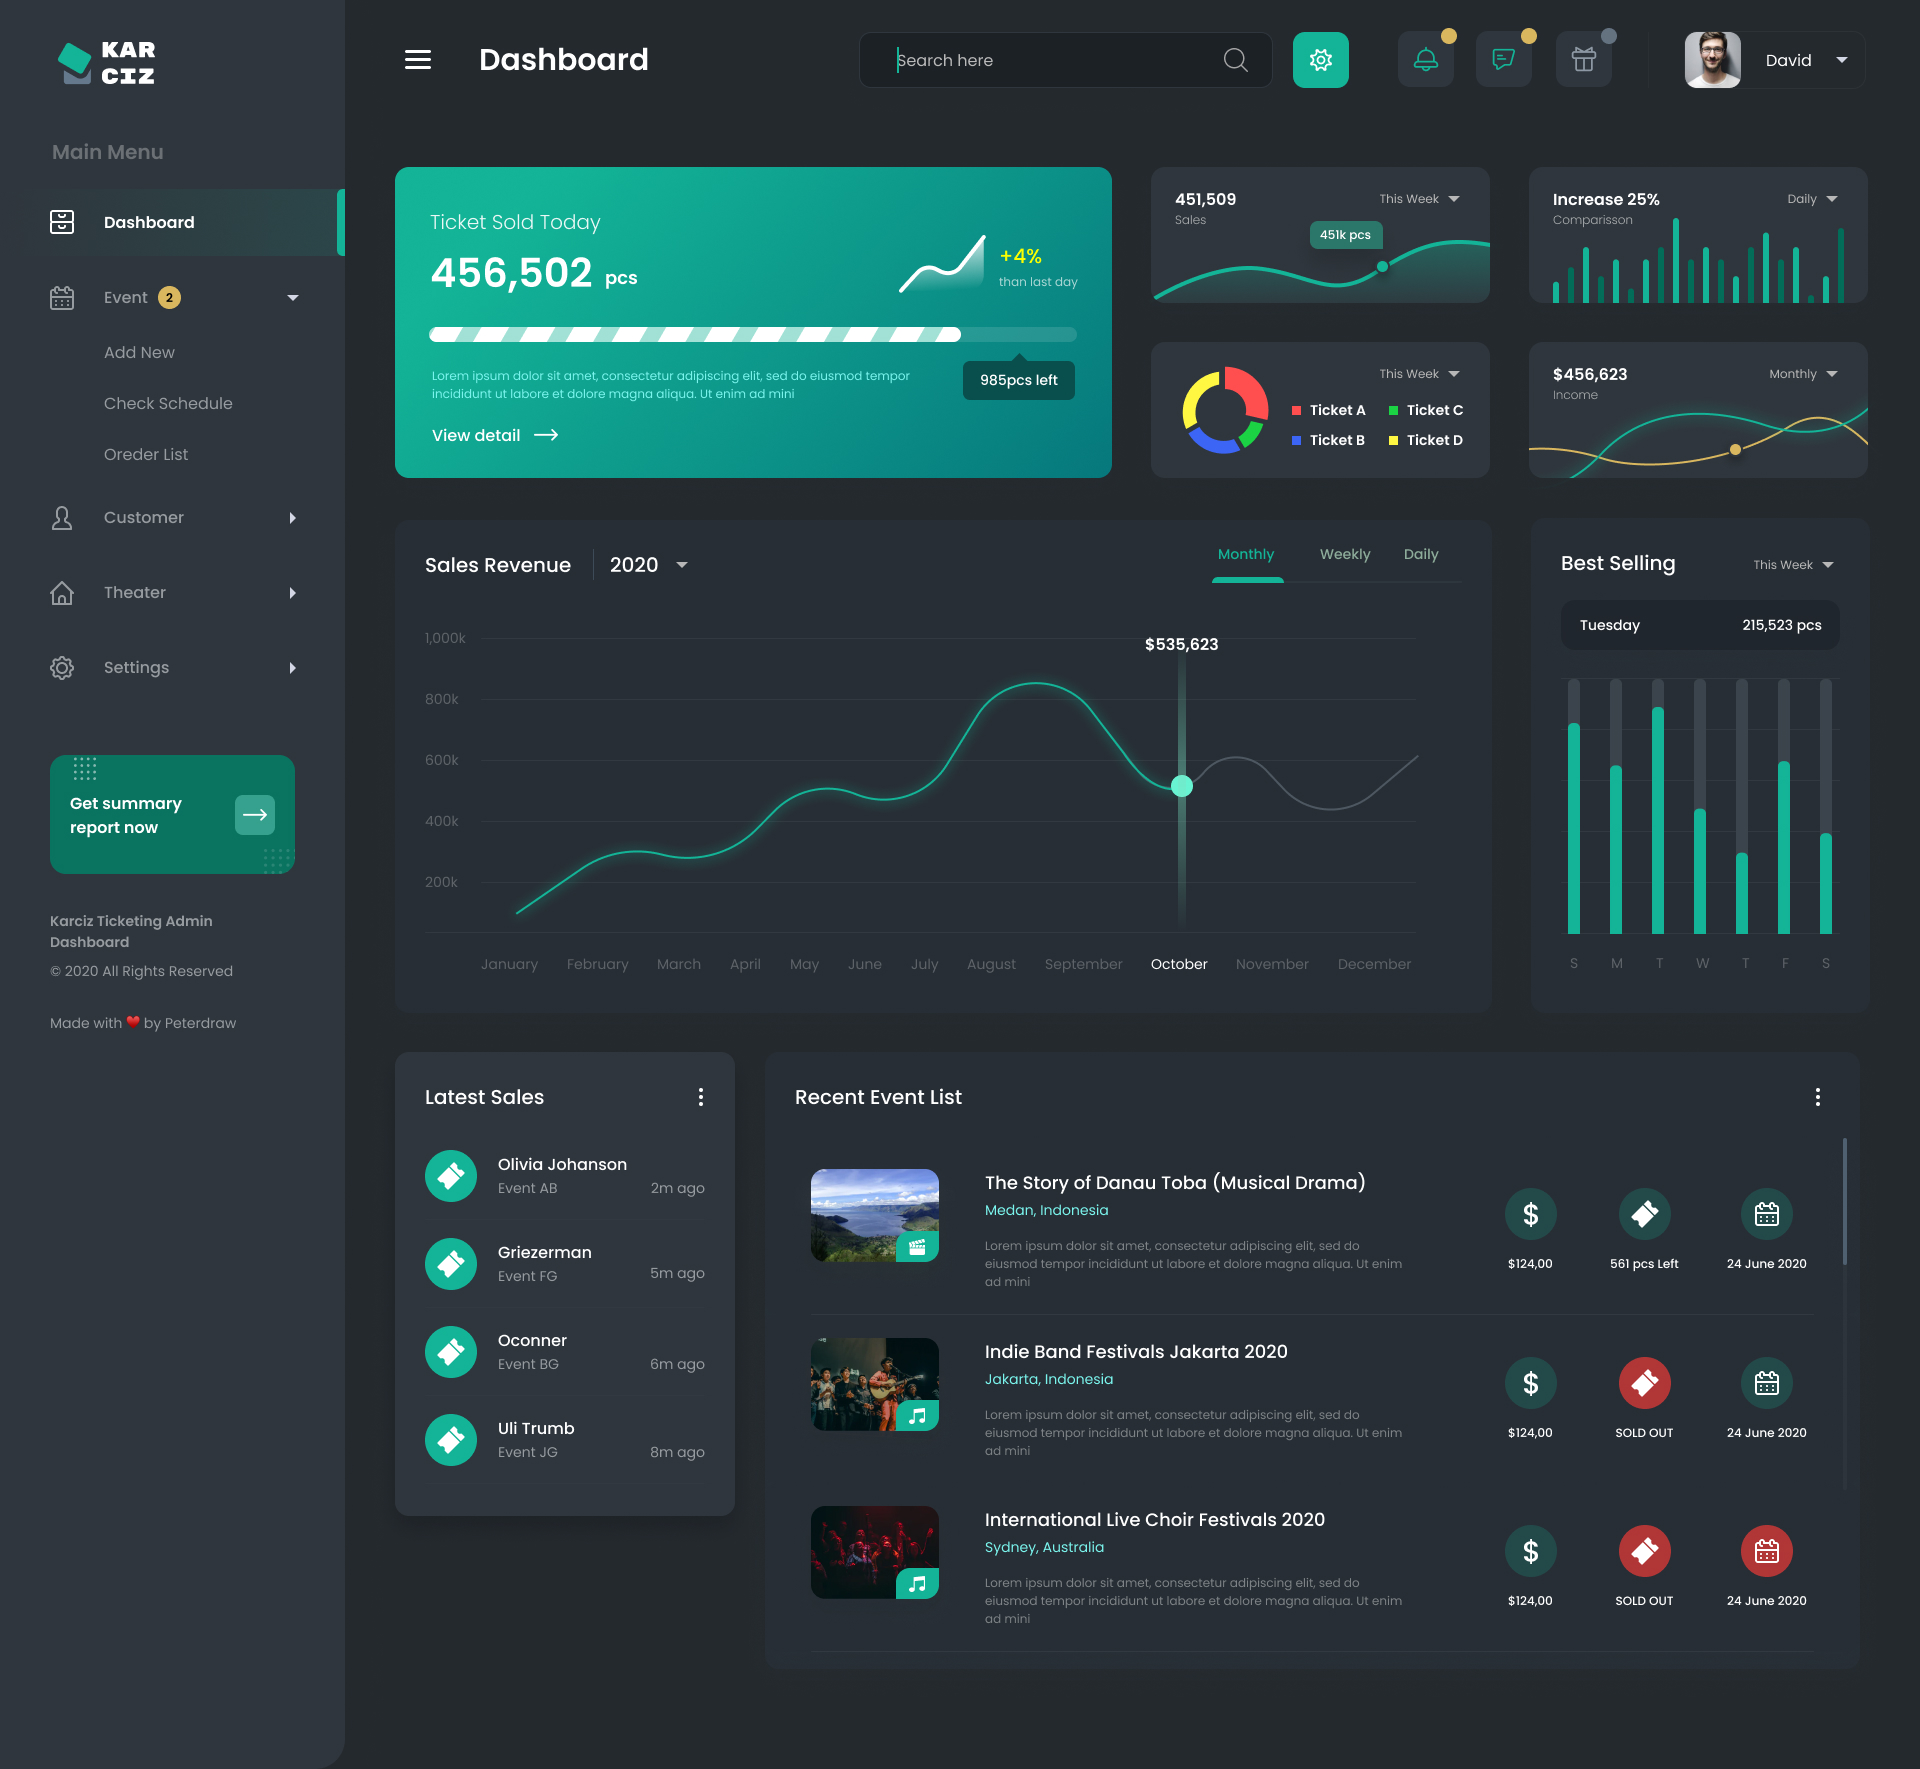 KAR
CIZ
Main Menu
Dashboard
Event 2
Add New
Check Schedule
Oreder List
Customer
Theater
Settings
Get summary
report now
Karciz Ticketing Admin
Dashboard
© 2020 All Rights Reserved
Made with ❤ by Peterdraw
Dashboard
Search here
David
Ticket Sold Today
456,502 pcs
+4%
than last day
Lorem ipsum dolor sit amet, consectetur adipiscing elit, sed do eiusmod tempor
incididunt ut labore et dolore magna aliqua. Ut enim ad mini
985pcs left
View detail
451,509
Sales
This Week
451k pcs
Increase 25%
Comparisson
Daily
This Week
Ticket A
Ticket C
Ticket B
Ticket D
$456,623
Income
Monthly
Sales Revenue
2020
Monthly Weekly Daily
$535,623
1,000k
800k
600k
400k
200k
January February March April May June July August September October November December
Best Selling
This Week
Tuesday 215,523 pcs
S M T W T F S
Latest Sales
Olivia Johanson
Event AB
2m ago
Griezerman
Event FG
5m ago
Oconner
Event BG
6m ago
Uli Trumb
Event JG
8m ago
Recent Event List
The Story of Danau Toba (Musical Drama)
Medan, Indonesia
Lorem ipsum dolor sit amet, consectetur adipiscing elit, sed do
eiusmod tempor incididunt ut labore et dolore magna aliqua. Ut enim
ad mini
$
$124,00
561 pcs Left
24 June 2020
Indie Band Festivals Jakarta 2020
Jakarta, Indonesia
Lorem ipsum dolor sit amet, consectetur adipiscing elit, sed do
eiusmod tempor incididunt ut labore et dolore magna aliqua. Ut enim
ad mini
$
$124,00
SOLD OUT
24 June 2020
International Live Choir Festivals 2020
Sydney, Australia
Lorem ipsum dolor sit amet, consectetur adipiscing elit, sed do
eiusmod tempor incididunt ut labore et dolore magna aliqua. Ut enim
ad mini
$
$124,00
SOLD OUT
24 June 2020